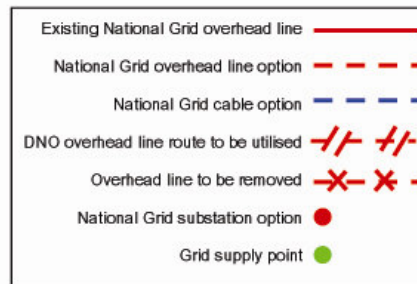 Existing National Grid overhead line
National Grid overhead line option
National Grid cable option
DNO overhead line route to be utilised
Overhead line to be removed
National Grid substation option
Grid supply point